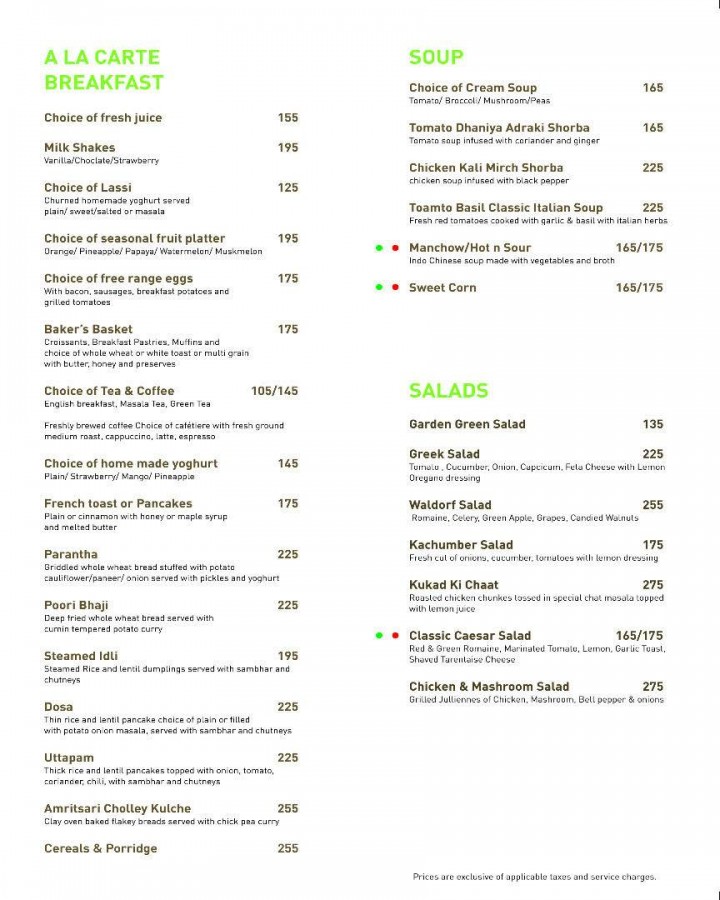 A LA CARTE
BREAKFAST
Choice of fresh juice 155
Milk Shakes 195
Vanilla/Choclate/Strawberry
Choice of Lassi 125
Churned homemade yoghurt served
plain/ sweet/salted or masala
Choice of seasonal fruit platter 195
Orange/ Pineapple/ Papaya/ Watermelon/ Muskmelon
Choice of free range eggs 175
With bacon, sausages, breakfast potatoes and
grilled tomatoes
Baker's Basket 175
Croissants, Breakfast Pastries, Muffins and
choice of whole wheat or white toast or multi grain
with butter, honey and preserves
Choice of Tea & Coffee 105/145
English breakfast, Masala Tea, Green Tea
Freshly brewed coffee Choice of cafétiere with fresh ground
medium roast, cappuccino, latte, espresso
Choice of home made yoghurt 145
Plain/ Strawberry/ Mango/ Pineapple
French toast or Pancakes 175
Plain or cinnamon with honey or maple syrup
and melted butter
Parantha 225
Griddled whole wheat bread stuffed with potato
cauliflower/paneer/ onion served with pickles and yoghurt
Poori Bhaji 225
Deep fried whole wheat bread served with
cumin tempered potato curry
Steamed Idli 195
Steamed Rice and lentil dumplings served with sambhar and
chutneys
Dosa 225
Thin rice and lentil pancake choice of plain or filled
with potato onion masala, served with sambhar and chutneys
Uttapam 225
Thick rice and lentil pancakes topped with onion, tomato,
coriander, chili, with sambhar and chutneys
Amritsari Cholley Kulche 255
Clay oven baked flakey breads served with chick pea curry
Cereals & Porridge 255
SOUP
Choice of Cream Soup 165
Tomato/ Broccoli/ Mushroom/Peas
Tomato Dhaniya Adraki Shorba 165
Tomato soup infused with coriander and ginger
Chicken Kali Mirch Shorba 225
chicken soup infused with black pepper
Toamto Basil Classic Italian Soup 225
Fresh red tomatoes cooked with garlic & basil with italian herbs
Manchow/Hot n Sour 165/175
Indo Chinese soup made with vegetables and broth
Sweet Corn 165/175
SALADS
Garden Green Salad 135
Greek Salad 225
Tomato , Cucumber, Onion, Capcicum, Feta Cheese with Lemon
Oregano dressing
Waldorf Salad 255
Romaine, Celery, Green Apple, Grapes, Candied Walnuts
Kachumber Salad 175
Fresh cut of onions, cucumber, tomatoes with lemon dressing
Kukad Ki Chaat 275
Roasted chicken chunkes tossed in special chat masala topped
with lemon juice
Classic Caesar Salad 165/175
Red & Green Romaine, Marinated Tomato, Lemon, Garlic Toast,
Shaved Tarentaise Cheese
Chicken & Mashroom Salad 275
Grilled Julliennes of Chicken, Mashroom, Bell pepper & onions
Prices are exclusive of applicable taxes and service charges.